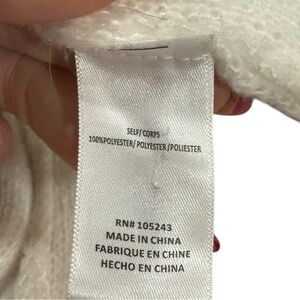 SELF/CORPS
100%POLYESTER/POLYESTER/POLIESTER
RN# 105243
MADE IN CHINA
FABRIQUE EN CHINE
HECHO EN CHINA